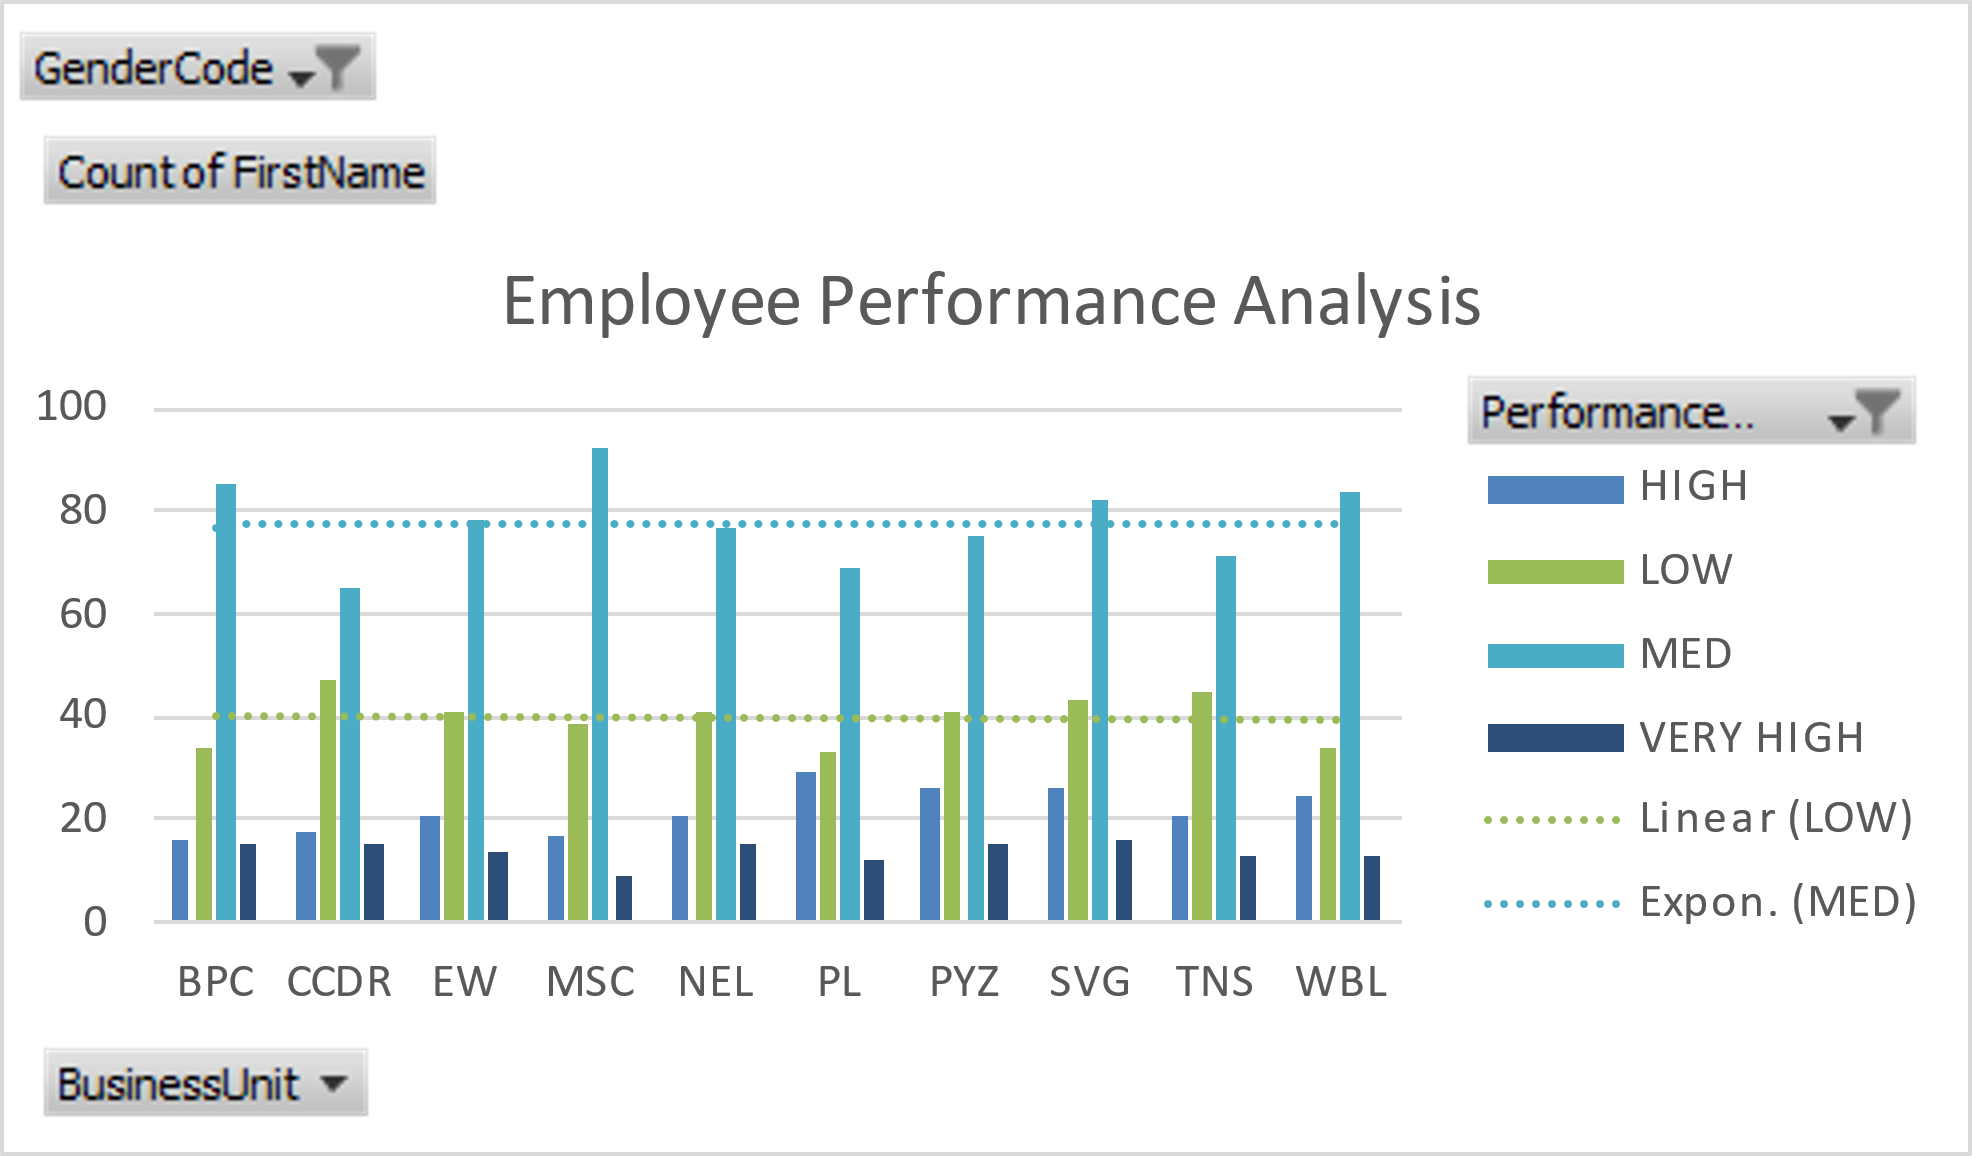 GenderCode
Count of FirstName
Employee Performance Analysis
100
80
60
40
20
0
BPC CCDR EW MSC NEL PL PYZ SVG TNS WBL
Performance...
HIGH
LOW
MED
VERY HIGH
Linear (LOW)
Expon. (MED)
BusinessUnit